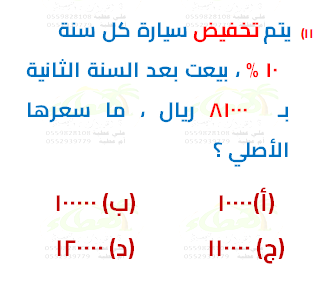 ١١) يتم تخفيض سيارة كل سنة
١٠ % ، بيعت بعد السنة الثانية
بـ ٨١٠٠٠ ريال ، ما سعرها
الأصلي ؟
(أ) ١٠٠٠٠ (ب) ١٠٠٠٠٠
(ج) ١١٠٠٠٠ (د) ١٢٠٠٠٠